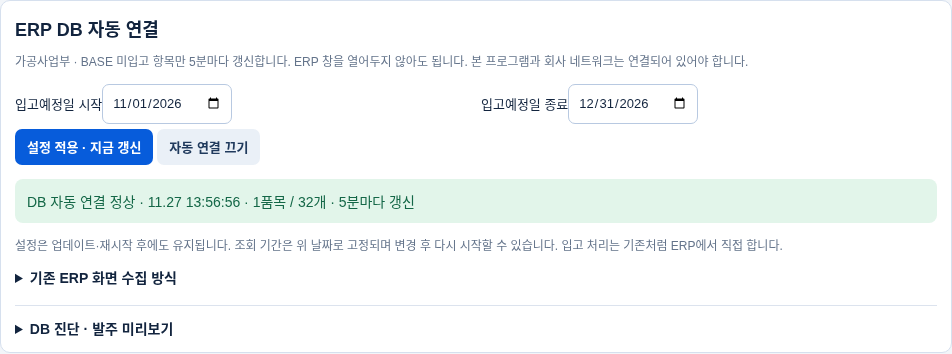 ERP DB 자동 연결
가공사업부 · BASE 미입고 항목만 5분마다 갱신합니다. ERP 창을 열어두지 않아도 됩니다. 본 프로그램과 회사 네트워크는 연결되어 있어야 합니다.
입고예정일 시작 11/01/2026 입고예정일 종료 12/31/2026
설정 적용 · 지금 갱신 자동 연결 끄기
DB 자동 연결 정상 · 11.27 13:56:56 · 1품목 / 32개 · 5분마다 갱신
설정은 업데이트·재시작 후에도 유지됩니다. 조회 기간은 위 날짜로 고정되며 변경 후 다시 시작할 수 있습니다. 입고 처리는 기존처럼 ERP에서 직접 합니다.
▶ 기존 ERP 화면 수집 방식
▶ DB 진단 · 발주 미리보기